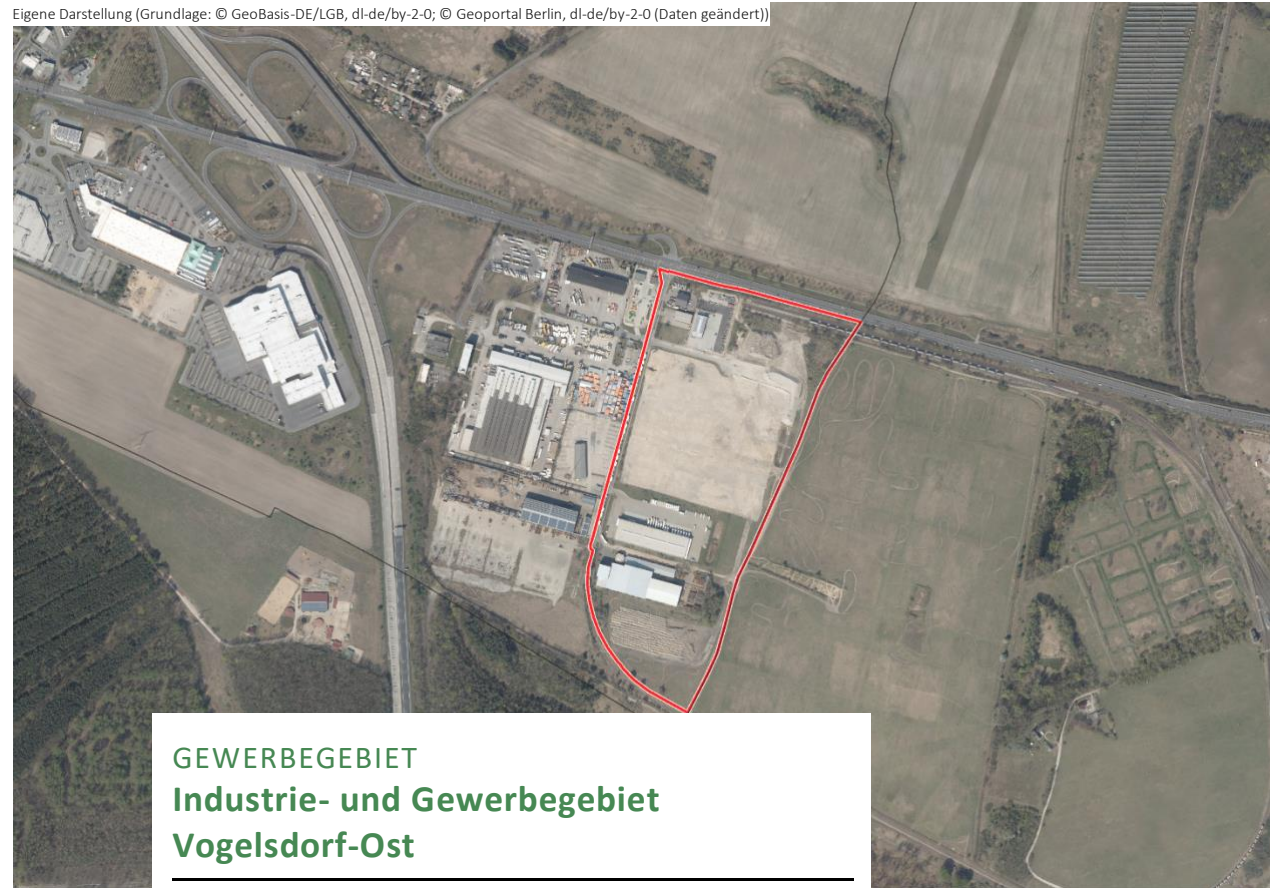 Eigene Darstellung (Grundlage: © GeoBasis-DE/LGB, dl-de/by-2-0; © Geoportal Berlin, dl-de/by-2-0 (Daten geändert))
GEWERBEGEBIET
Industrie- und Gewerbegebiet
Vogelsdorf-Ost